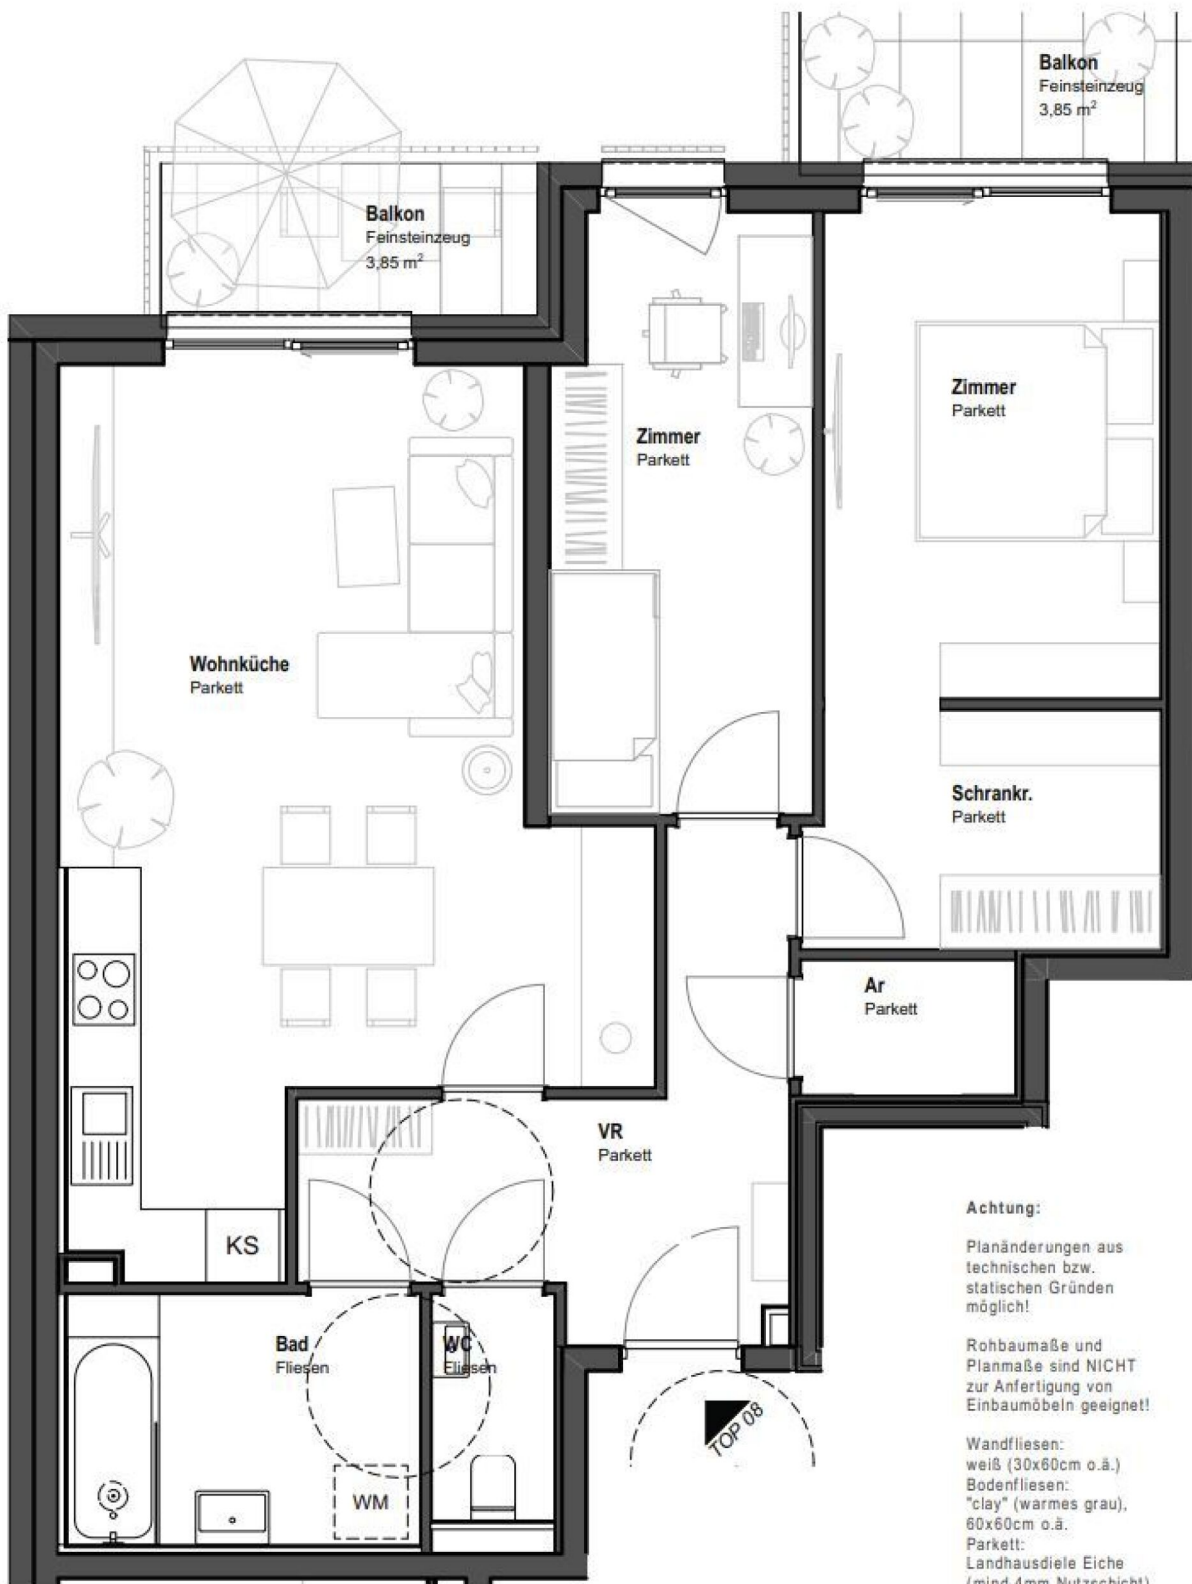 Balkon
Feinsteinzeug
3,85 m²
Balkon
Feinsteinzeug
3,85 m²
Zimmer
Parkett
Zimmer
Parkett
Wohnküche
Parkett
Schrankr.
Parkett
Ar
Parkett
VR
Parkett
KS
Bad
Fliesen
WC
Fliesen
WM
TOP 08
Achtung:
Planänderungen aus
technischen bzw.
statischen Gründen
möglich!
Rohbaumaße und
Planmaße sind NICHT
zur Anfertigung von
Einbaumöbeln geeignet!
Wandfliesen:
weiß (30x60cm o.ä.)
Bodenfliesen:
"clay" (warmes grau),
60x60cm o.ä.
Parkett:
Landhausdiele Eiche
(mind.4mm Nutzschicht)